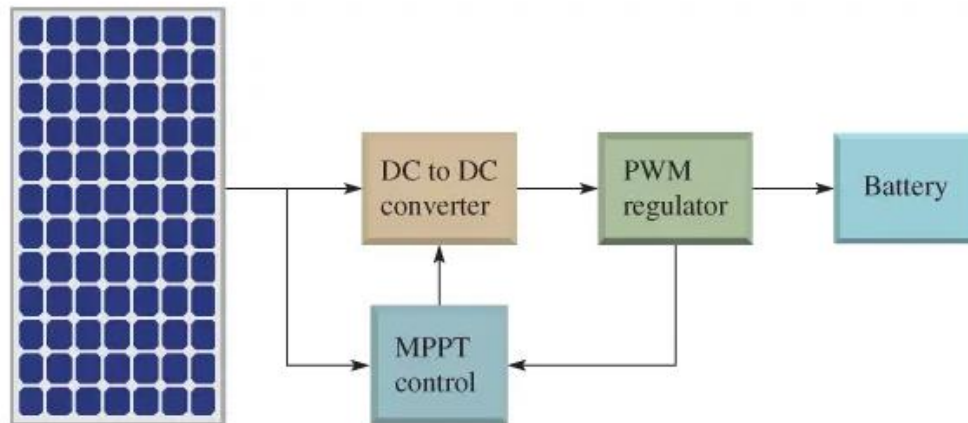 DC to DC
converter
PWM
regulator
Battery
MPPT
control